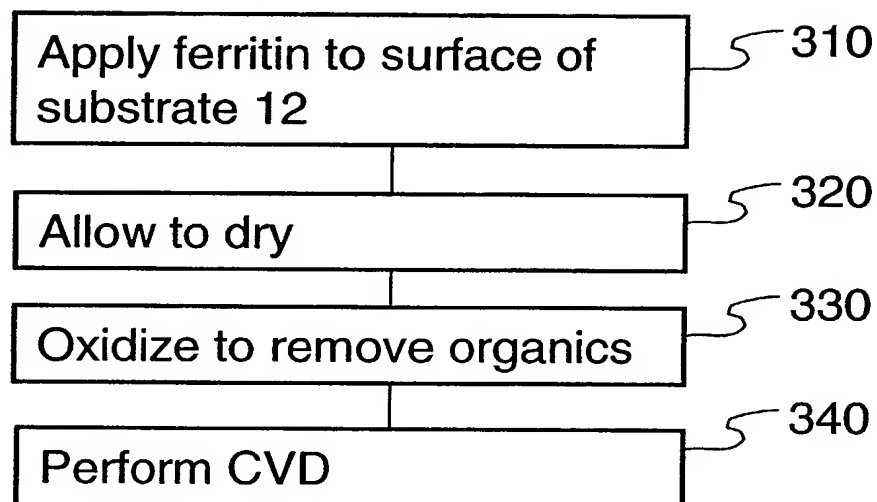 Apply ferritin to surface of
substrate 12
310
Allow to dry
320
Oxidize to remove organics
330
Perform CVD
340